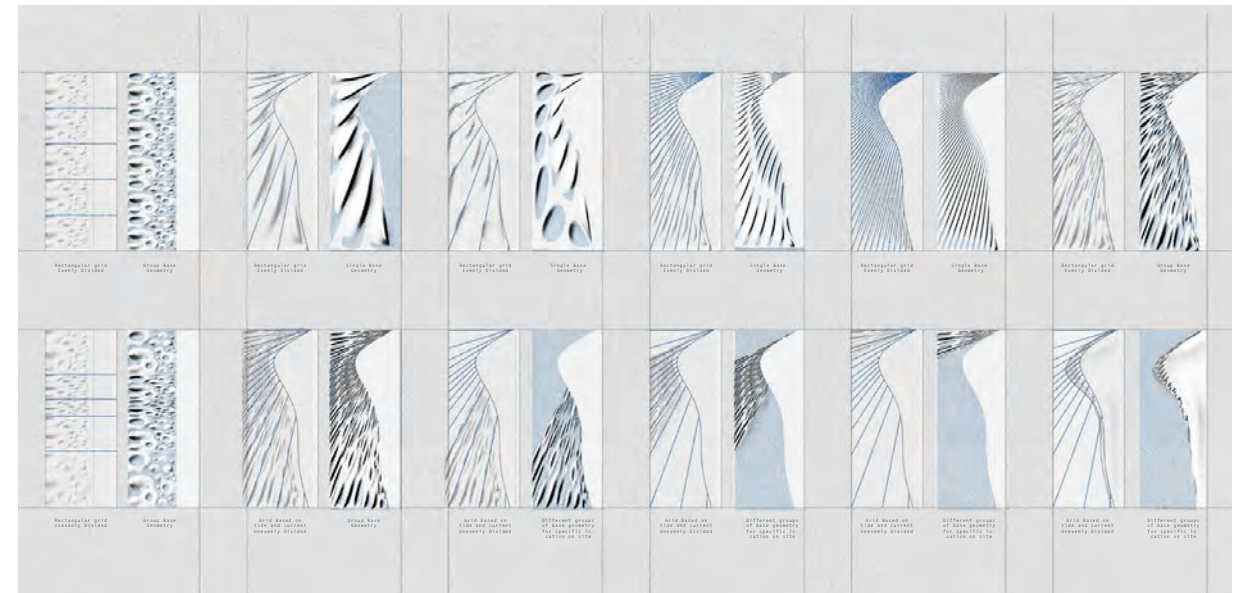 Rectangular grid
Evenly Divided
Group Base
Geometry
Rectangular grid
Evenly Divided
Single Base
Geometry
Rectangular grid
Evenly Divided
Single Base
Geometry
Rectangular grid
Evenly Divided
Single Base
Geometry
Rectangular grid
Evenly Divided
Single Base
Geometry
Rectangular grid
Evenly Divided
Group Base
Geometry
Rectangular grid
Unevenly Divided
Group Base
Geometry
Grid Based on
tide and current
Unevenly Divided
Group Base
Geometry
Grid Based on
tide and current
Unevenly Divided
Different groups
of base geometry
for specific lo-
cation on site
Grid Based on
tide and current
Unevenly Divided
Different groups
of base geometry
for specific lo-
cation on site
Grid Based on
tide and current
Unevenly Divided
Different groups
of base geometry
for specific lo-
cation on site
Grid Based on
tide and current
Unevenly Divided
Different groups
of base geometry
for specific lo-
cation on site